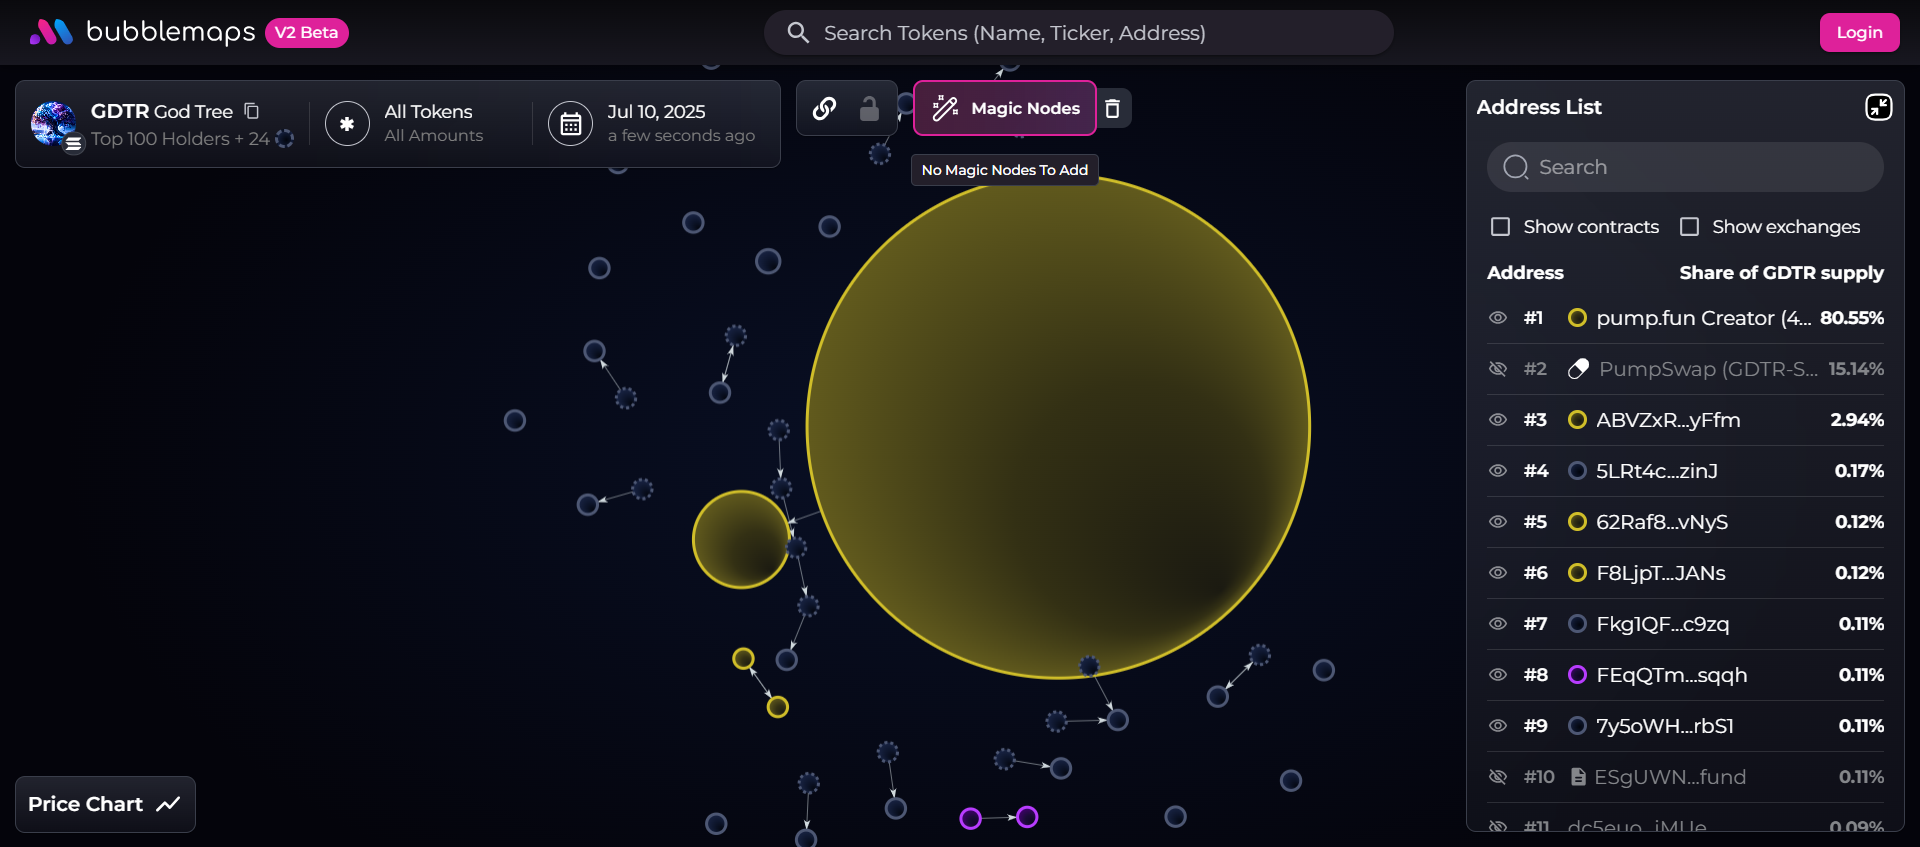 bubblemaps V2 Beta
Search Tokens (Name, Ticker, Address)
Login
GDTR God Tree
Top 100 Holders + 24
All Tokens
All Amounts
Jul 10, 2025
a few seconds ago
Magic Nodes
No Magic Nodes To Add
Address List
Search
Show contracts Show exchanges
Address Share of GDTR supply
#1 pump.fun Creator (4... 80.55%
#2 PumpSwap (GDTR-S... 15.14%
#3 ABVZxR...yFfm 2.94%
#4 5LRt4c...zinJ 0.17%
#5 62Raf8...vNyS 0.12%
#6 F8LjpT...JANs 0.12%
#7 Fkg1QF...c9zq 0.11%
#8 FEqQTm...sqqh 0.11%
#9 7y5oWH...rbS1 0.11%
#10 ESgUWN...fund 0.11%
#11 0.09%
Price Chart